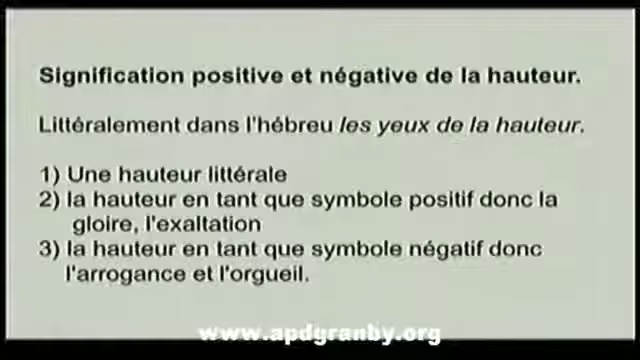 Signification positive et négative de la hauteur.
Littéralement dans l'hébreu les yeux de la hauteur.
1) Une hauteur littérale
2) la hauteur en tant que symbole positif donc la
gloire, l'exaltation
3) la hauteur en tant que symbole négatif donc
l'arrogance et l'orgueil.
www.apdgranby.org